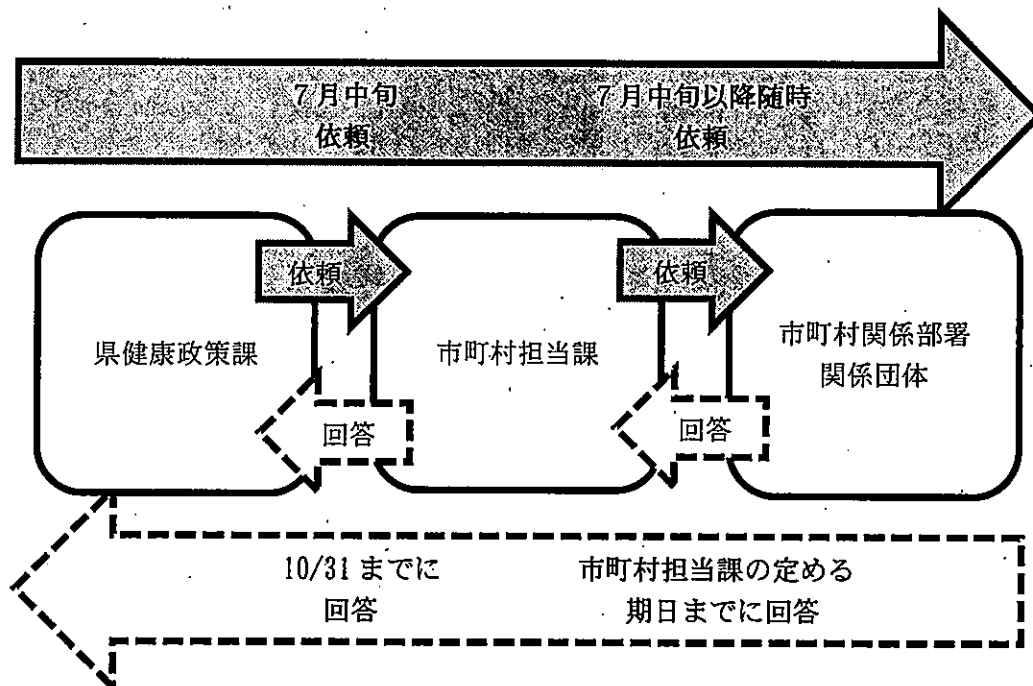 7月中旬
依頼
7月中旬以降随時
依頼
依頼
依頼
県健康政策課
市町村担当課
市町村関係部署
関係団体
回答
回答
10/31までに
回答
市町村担当課の定める
期日までに回答